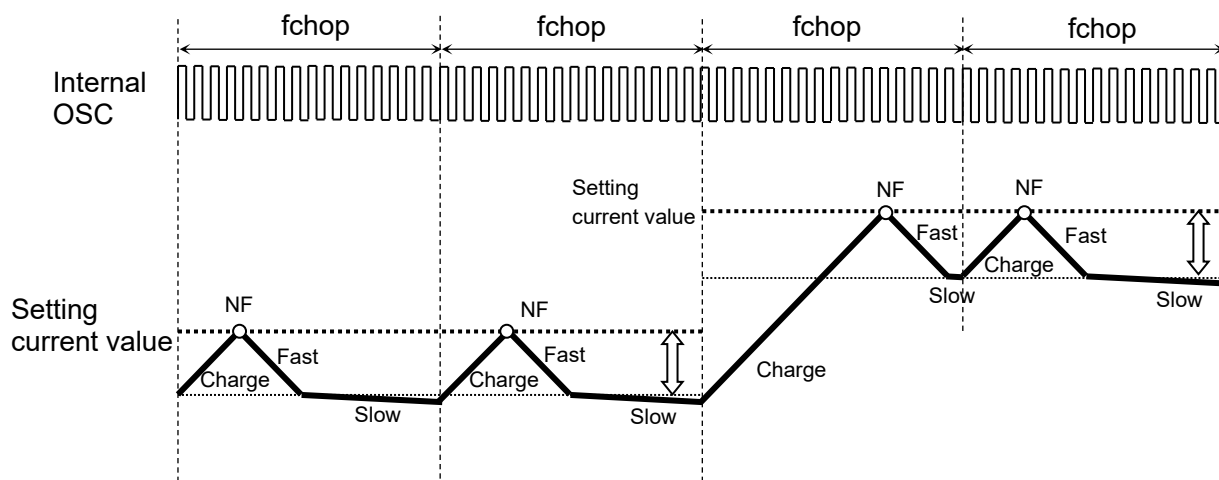 fchop fchop fchop fchop
Internal
OSC
Setting
current value
NF NF
Fast Fast
Charge
Slow Slow
Setting
current value
NF NF
Fast Fast
Charge Charge
Charge
Slow Slow